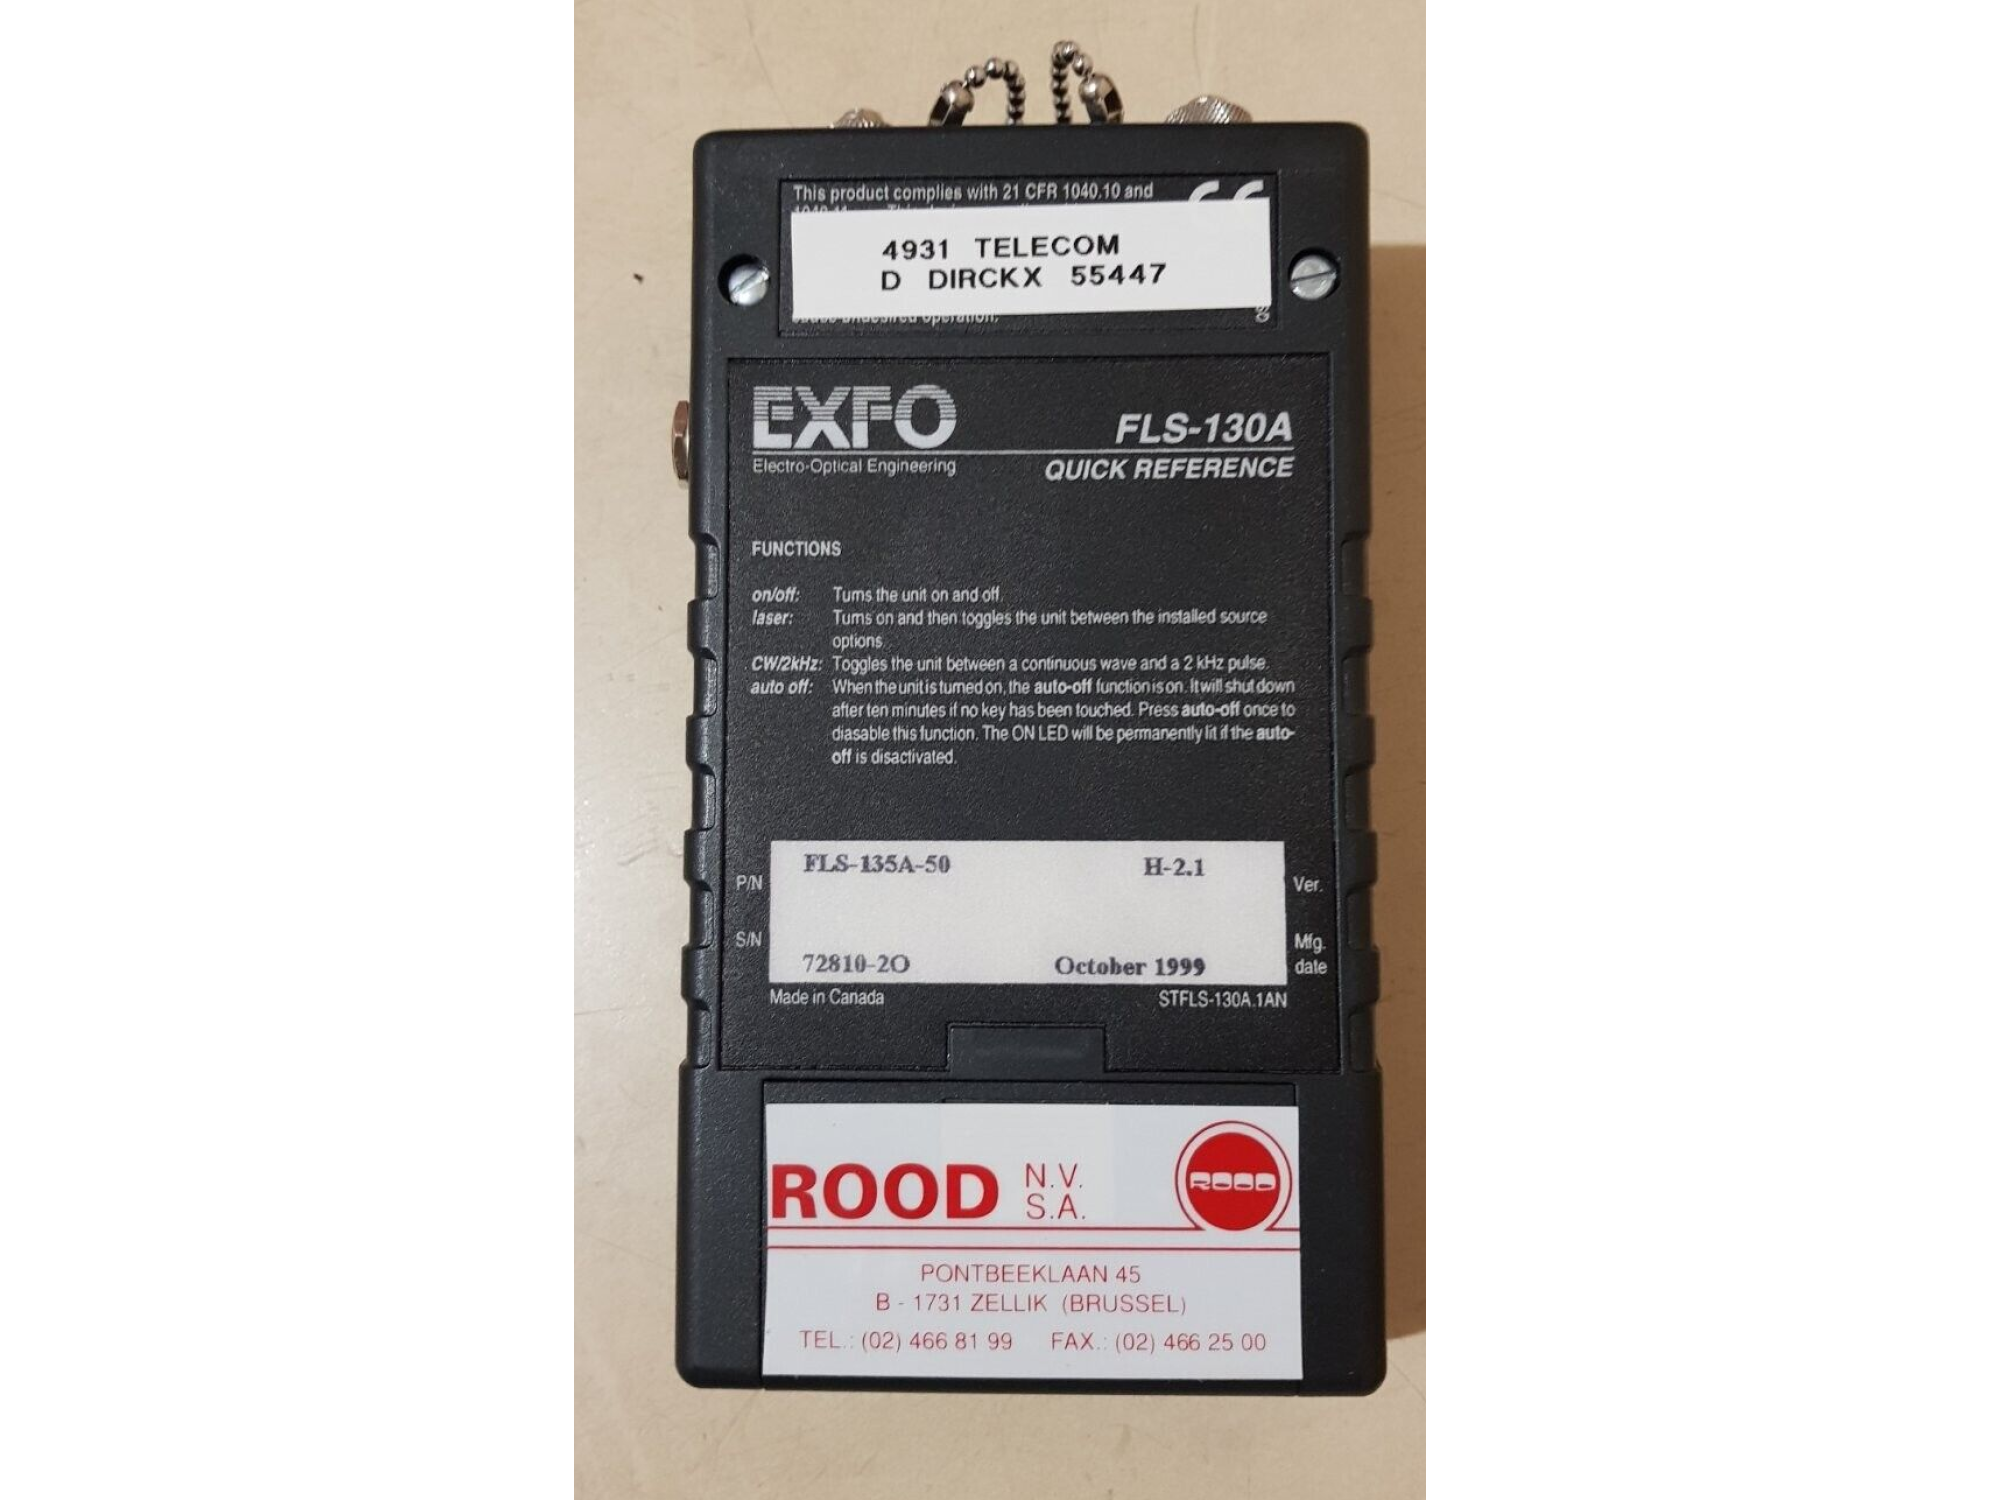 This product complies with 21 CFR 1040.10 and
CE
4931 TELECOM
D DIRCKX 55447
undesired operation.
EXFO
Electro-Optical Engineering
FLS-130A
QUICK REFERENCE
FUNCTIONS
on/off: Turns the unit on and off.
laser: Turns on and then toggles the unit between the installed source
options.
CW/2kHz: Toggles the unit between a continuous wave and a 2 kHz pulse.
auto off: When the unit is turned on, the auto-off function is on. It will shut down
after ten minutes if no key has been touched. Press auto-off once to
diasable this function. The ON LED will be permanently lit if the auto-
off is disactivated.
P/N FLS-135A-50 H-2.1 Ver.
S/N 72810-2O October 1999 Mfg.
date
Made in Canada STFLS-130A.1AN
ROOD N.V.
S.A.
ROOD
PONTBEEKLAAN 45
B - 1731 ZELLIK (BRUSSEL)
TEL.: (02) 466 81 99 FAX.: (02) 466 25 00